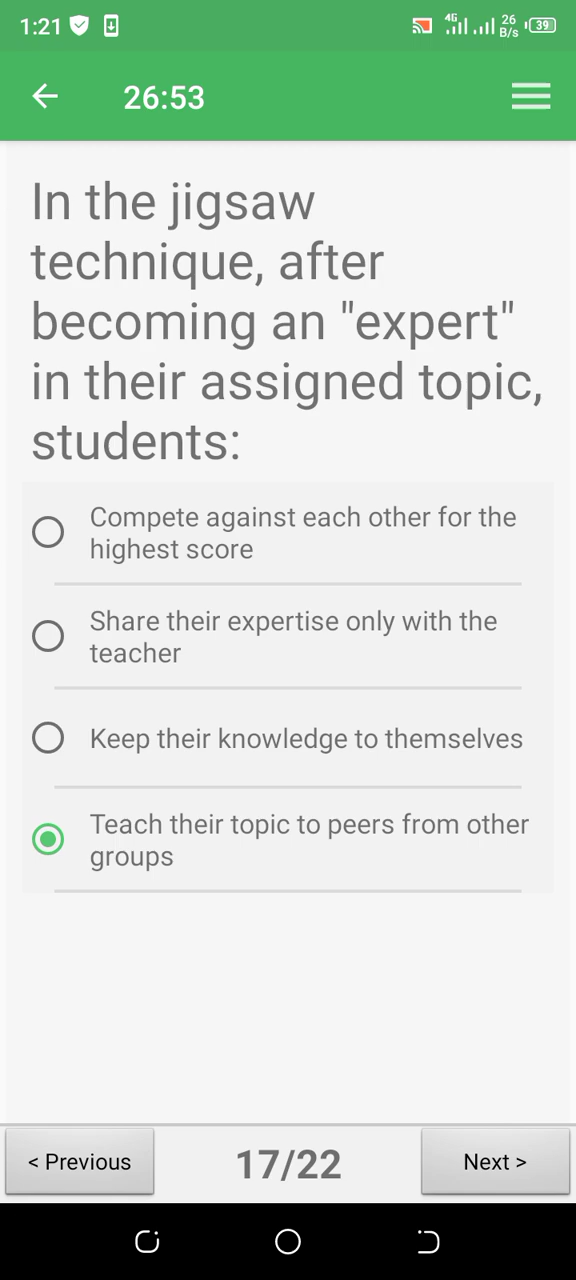 1:21
4G
26
B/s
39
26:53
In the jigsaw
technique, after
becoming an "expert"
in their assigned topic,
students:
Compete against each other for the
highest score
Share their expertise only with the
teacher
Keep their knowledge to themselves
Teach their topic to peers from other
groups
< Previous
17/22
Next >